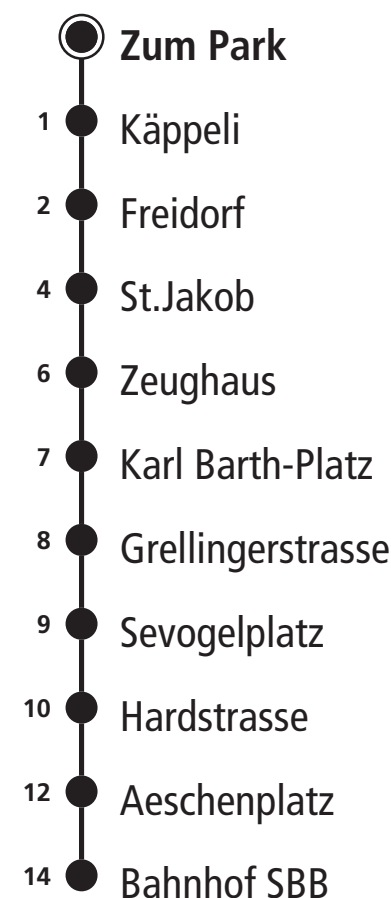 Zum Park
1 Käppeli
2 Freidorf
4 St.Jakob
6 Zeughaus
7 Karl Barth-Platz
8 Grellingerstrasse
9 Sevogelplatz
10 Hardstrasse
12 Aeschenplatz
14 Bahnhof SBB